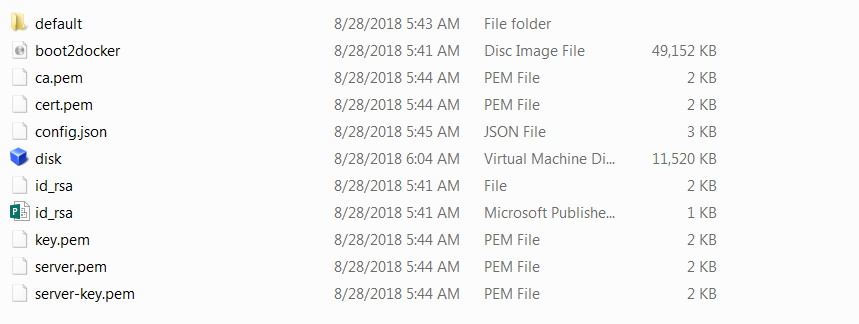 default 8/28/2018 5:43 AM File folder
boot2docker 8/28/2018 5:41 AM Disc Image File 49,152 KB
ca.pem 8/28/2018 5:44 AM PEM File 2 KB
cert.pem 8/28/2018 5:44 AM PEM File 2 KB
config.json 8/28/2018 5:45 AM JSON File 3 KB
disk 8/28/2018 6:04 AM Virtual Machine Di... 11,520 KB
id_rsa 8/28/2018 5:41 AM File 2 KB
id_rsa 8/28/2018 5:41 AM Microsoft Publishe... 1 KB
key.pem 8/28/2018 5:44 AM PEM File 2 KB
server.pem 8/28/2018 5:44 AM PEM File 2 KB
server-key.pem 8/28/2018 5:44 AM PEM File 2 KB